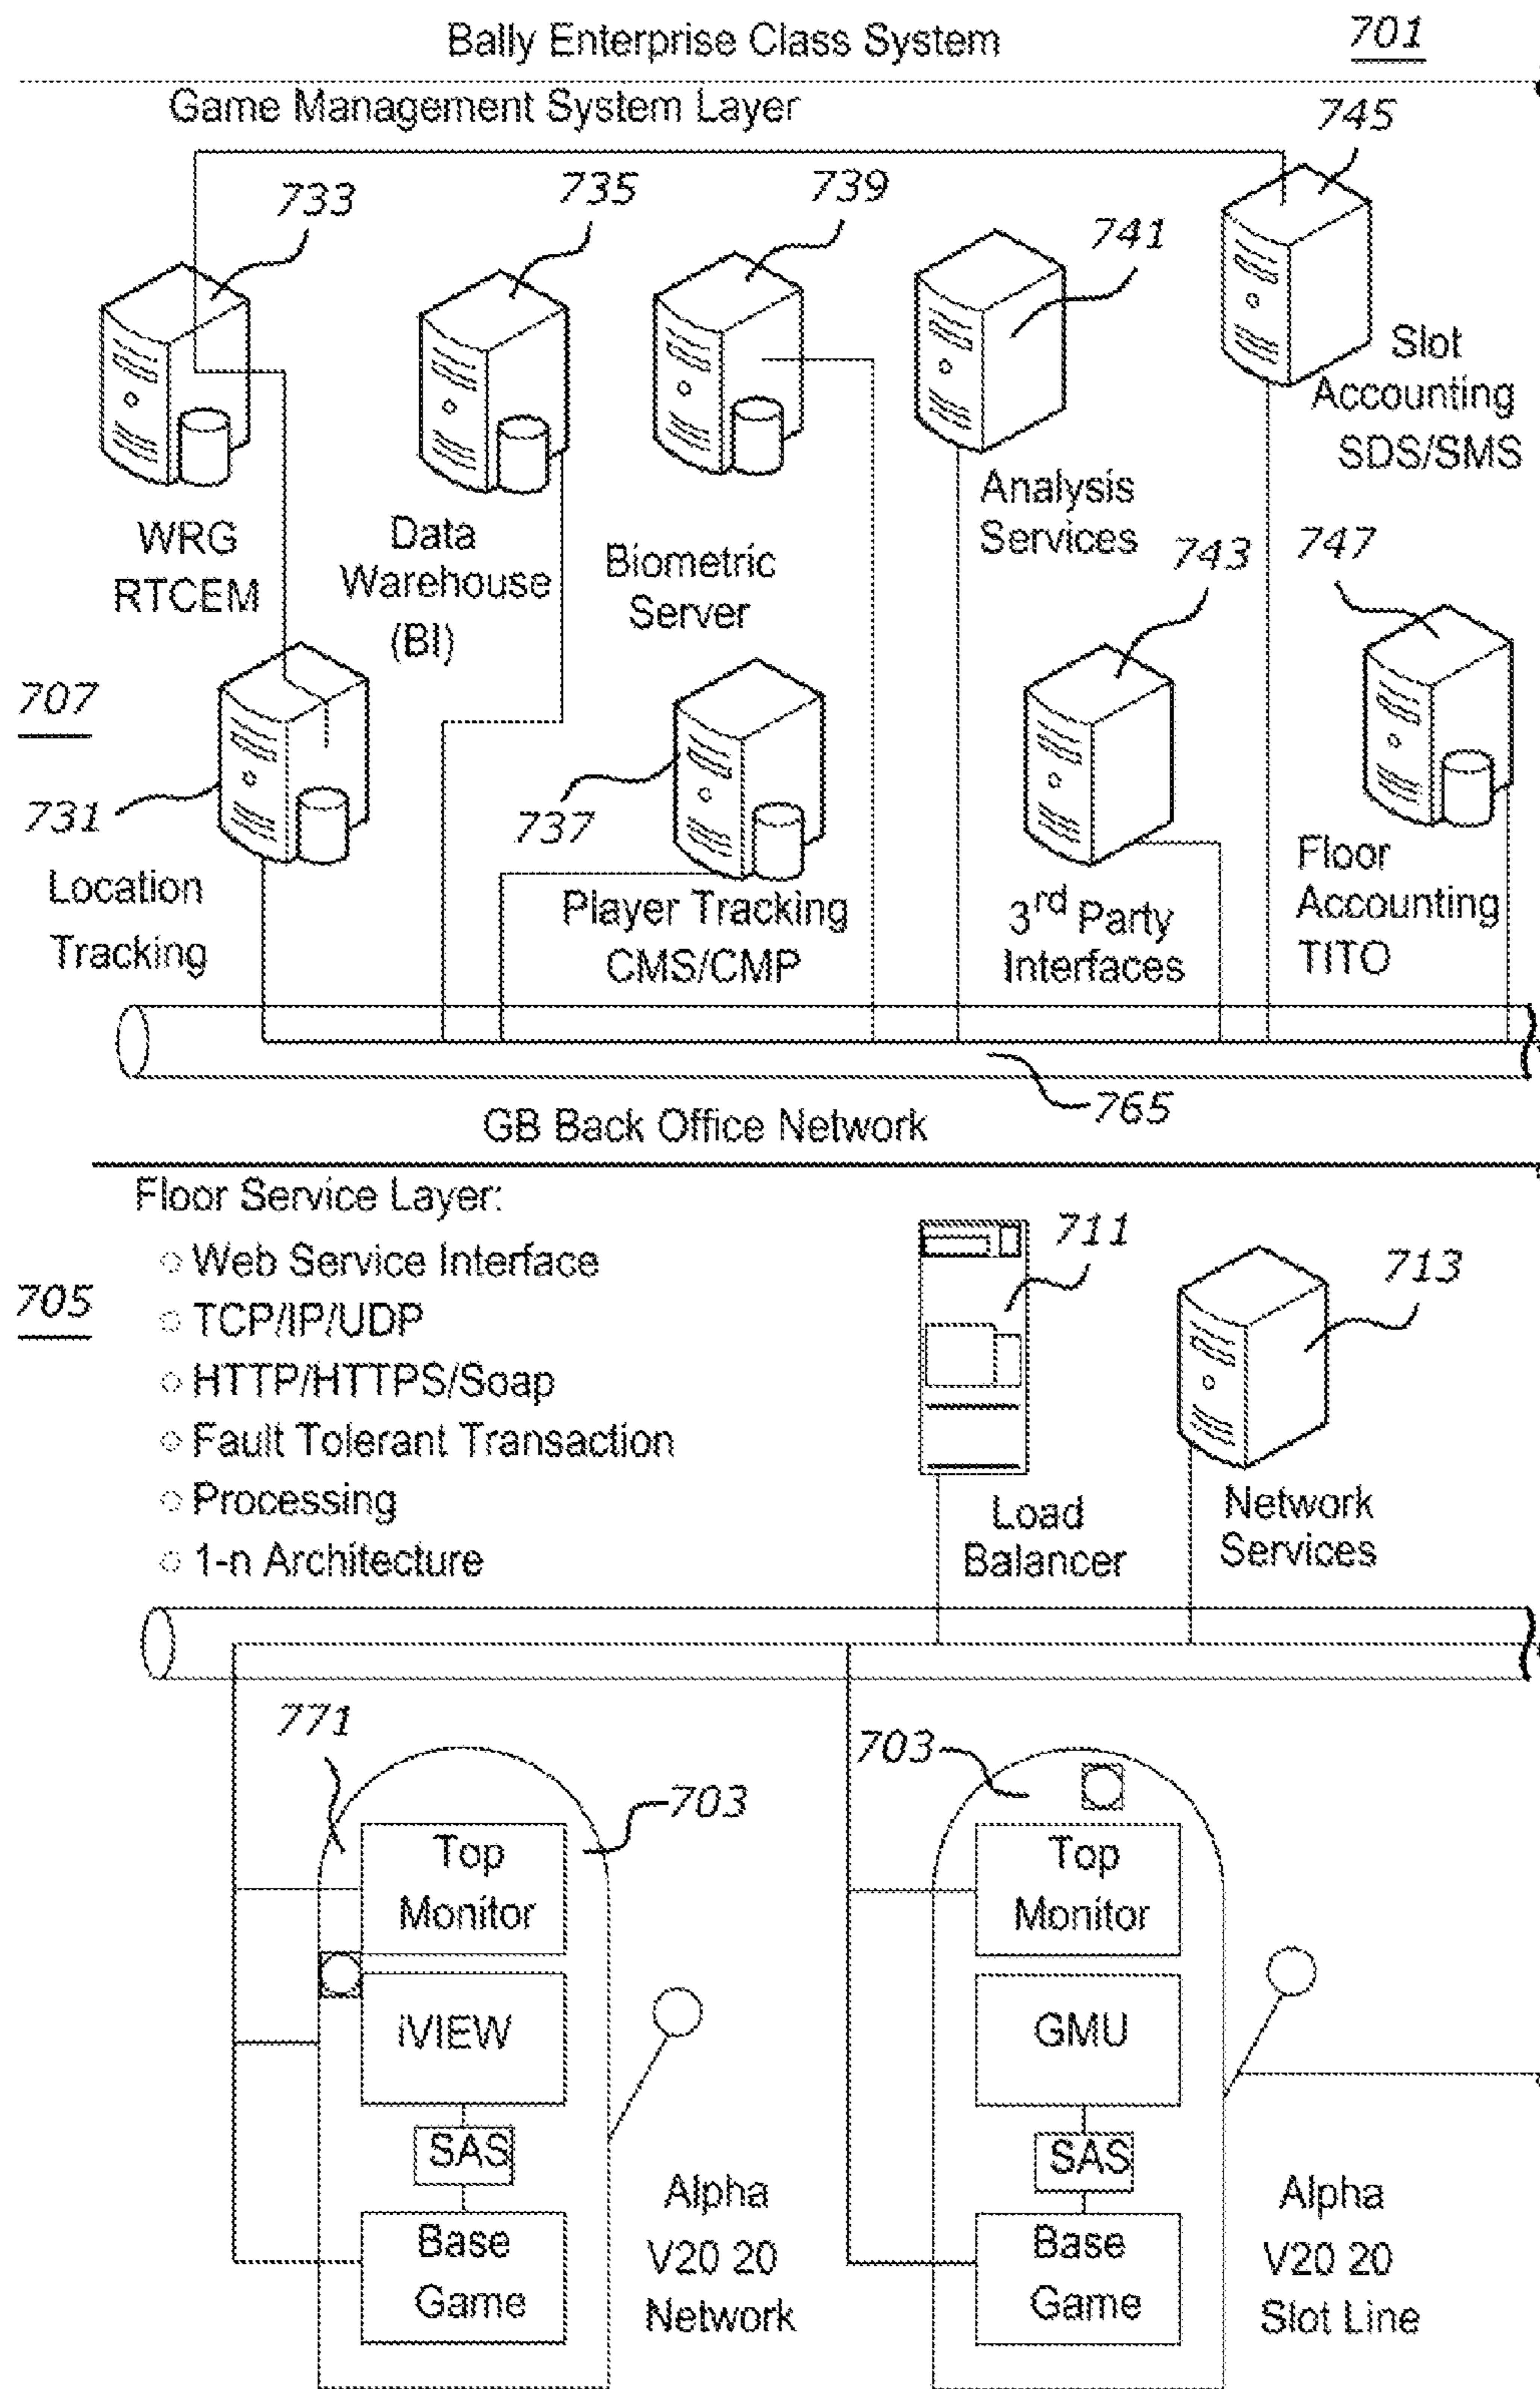 Bally Enterprise Class System
701
Game Management System Layer
745
733
735
739
741
Slot
Accounting
SDS/SMS
WRG
RTCEM
Data
Warehouse
(BI)
Biometric
Server
Analysis
Services
743
747
707
731
Location
Tracking
737
Player Tracking
CMS/CMP
3rd Party
Interfaces
Floor
Accounting
TITO
765
GB Back Office Network
Floor Service Layer:
Web Service Interface
TCP/IP/UDP
HTTP/HTTPS/Soap
Fault Tolerant Transaction
Processing
1-n Architecture
705
711
713
Load
Balancer
Network
Services
771
703
Top
Monitor
iVIEW
SAS
Base
Game
Alpha
V20 20
Network
703
Top
Monitor
GMU
SAS
Base
Game
Alpha
V20 20
Slot Line